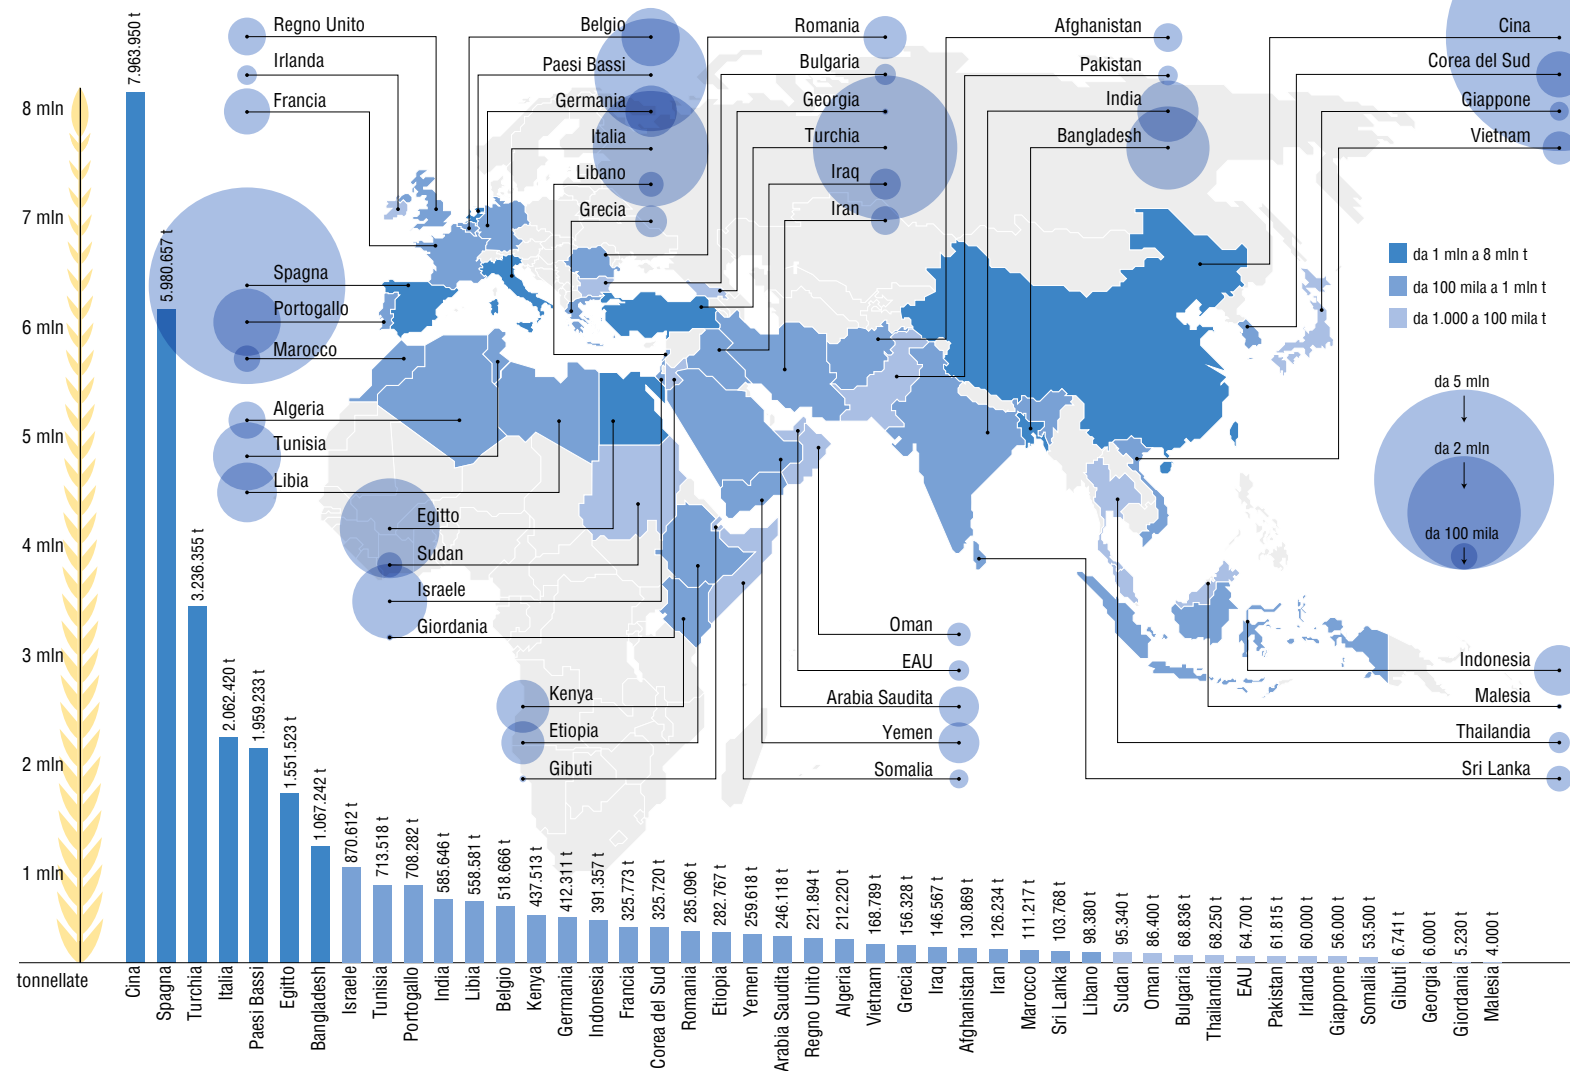 Regno Unito
Irlanda
Francia
Belgio
Paesi Bassi
Germania
Italia
Libano
Grecia
Romania
Bulgaria
Georgia
Turchia
Iraq
Iran
Afghanistan
Pakistan
India
Bangladesh
Cina
Corea del Sud
Giappone
Vietnam
Spagna
Portogallo
Marocco
Algeria
Tunisia
Libia
Egitto
Sudan
Israele
Giordania
Kenya
Etiopia
Gibuti
Oman
EAU
Arabia Saudita
Yemen
Somalia
Indonesia
Malesia
Thailandia
Sri Lanka
da 1 mln a 8 mln t
da 100 mila a 1 mln t
da 1.000 a 100 mila t
da 5 mln
da 2 mln
da 100 mila
8 mln
7 mln
6 mln
5 mln
4 mln
3 mln
2 mln
1 mln
tonnellate
7.963.950 t
5.980.657 t
3.236.355 t
2.062.420 t
1.959.233 t
1.551.523 t
1.067.242 t
870.612 t
713.518 t
708.282 t
585.646 t
558.581 t
518.666 t
437.513 t
412.311 t
391.357 t
325.773 t
325.720 t
285.096 t
282.767 t
259.618 t
246.118 t
221.894 t
212.220 t
168.789 t
156.328 t
146.567 t
130.869 t
126.234 t
111.217 t
103.768 t
98.380 t
95.340 t
86.400 t
68.836 t
68.250 t
64.700 t
61.815 t
60.000 t
56.000 t
53.500 t
6.741 t
6.000 t
5.230 t
4.000 t
Cina
Spagna
Turchia
Italia
Paesi Bassi
Egitto
Bangladesh
Israele
Tunisia
Portogallo
India
Libia
Belgio
Kenya
Germania
Indonesia
Francia
Corea del Sud
Romania
Etiopia
Yemen
Arabia Saudita
Regno Unito
Algeria
Vietnam
Grecia
Iraq
Afghanistan
Iran
Marocco
Sri Lanka
Libano
Sudan
Oman
Bulgaria
Thailandia
EAU
Pakistan
Irlanda
Giappone
Somalia
Gibuti
Georgia
Giordania
Malesia